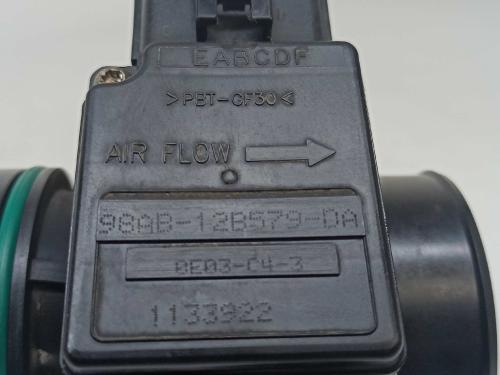 EABCDF
>PBT-GF30<
AIR FLOW
98AB-12B579-DA
0E03-C4-3
1133922